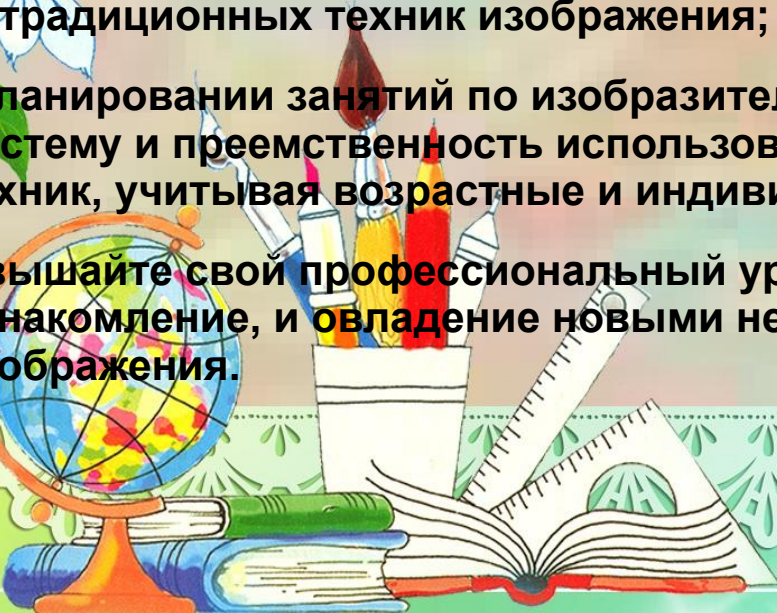 традиционных техник изображения;
ланировании занятий по изобразител
стему и преемственность использов
хник, учитывая возрастные и индиви
вышайте свой профессиональный ур
накомление, и овладение новыми не
ображения.